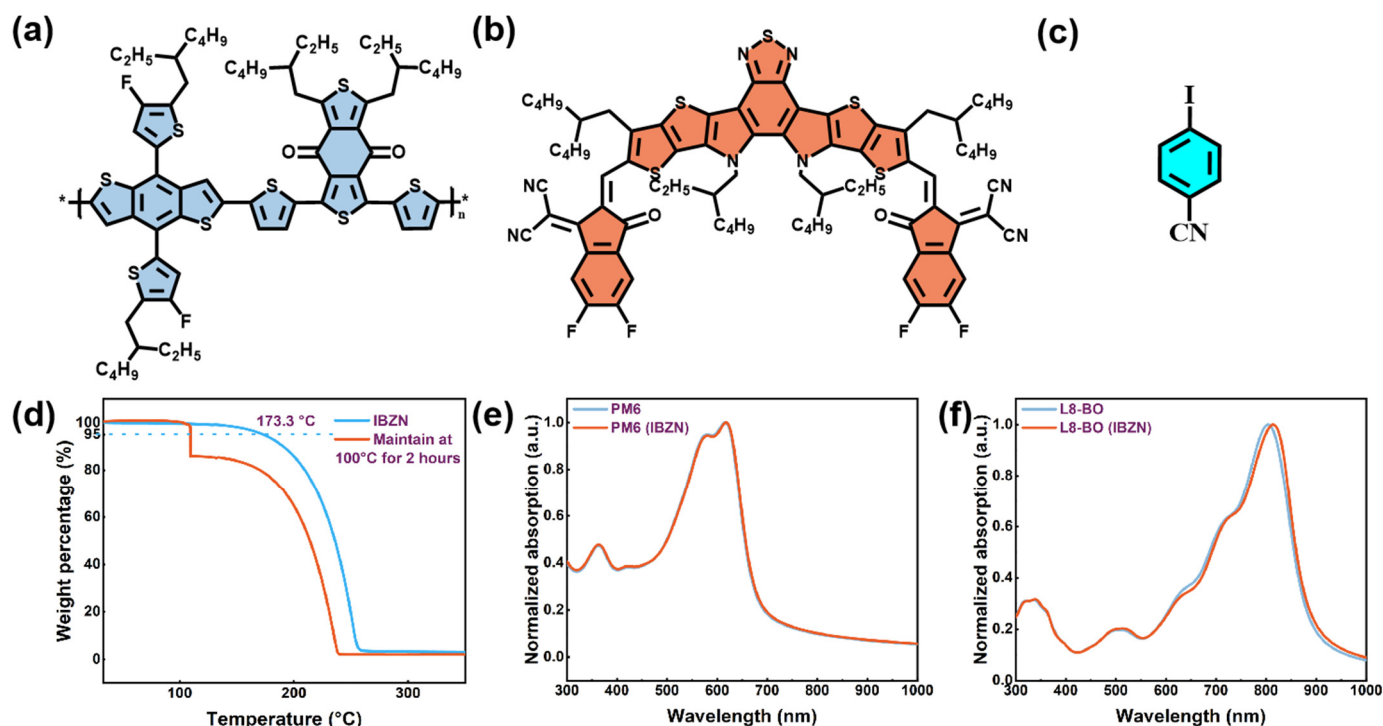 (a)
C₄H₉
C₂H₅
F
S
C₂H₅
C₄H₉
C₂H₅
C₄H₉
S
O
O
S
S
S
S
S
*
*
n
S
F
C₂H₅
C₄H₉
(b)
S
N
N
C₄H₉
C₄H₉
S
S
C₄H₉
C₄H₉
S
N
N
S
C₂H₅
C₂H₅
C₄H₉
C₄H₉
NC
NC
O
O
CN
CN
F
F
F
F
(c)
I
CN
(d)
100
95
80
60
40
20
0
173.3 °C
IBZN
Maintain at
100°C for 2 hours
Weight percentage (%)
100
200
300
Temperature (°C)
(e)
PM6
PM6 (IBZN)
Normalized absorption (a.u.)
1.0
0.8
0.6
0.4
0.2
0.0
300 400 500 600 700 800 900 1000
Wavelength (nm)
(f)
L8-BO
L8-BO (IBZN)
Normalized absorption (a.u.)
1.0
0.8
0.6
0.4
0.2
0.0
300 400 500 600 700 800 900 1000
Wavelength (nm)